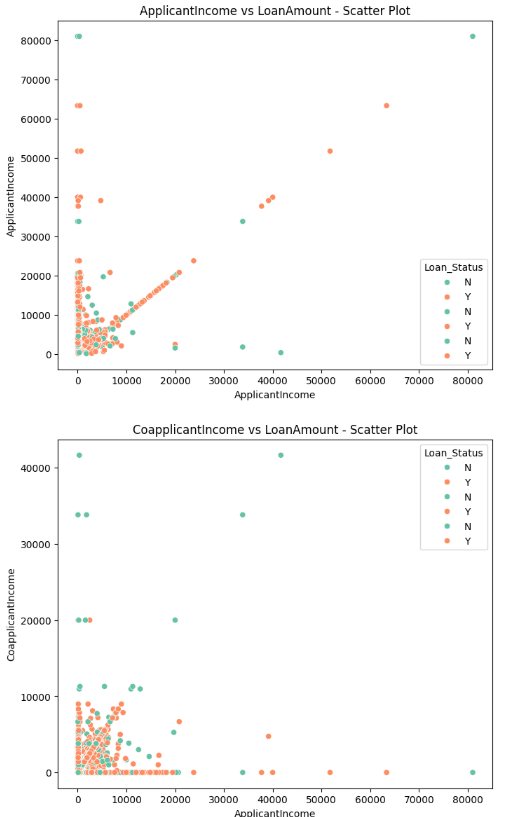 ApplicantIncome vs LoanAmount - Scatter Plot
80000
70000
60000
50000
40000
30000
20000
10000
0
ApplicantIncome
Loan_Status
N
Y
N
Y
N
Y
0 10000 20000 30000 40000 50000 60000 70000 80000
ApplicantIncome
CoapplicantIncome vs LoanAmount - Scatter Plot
Loan_Status
N
Y
N
Y
N
Y
40000
30000
20000
10000
0
CoapplicantIncome
0 10000 20000 30000 40000 50000 60000 70000 80000
ApplicantIncome